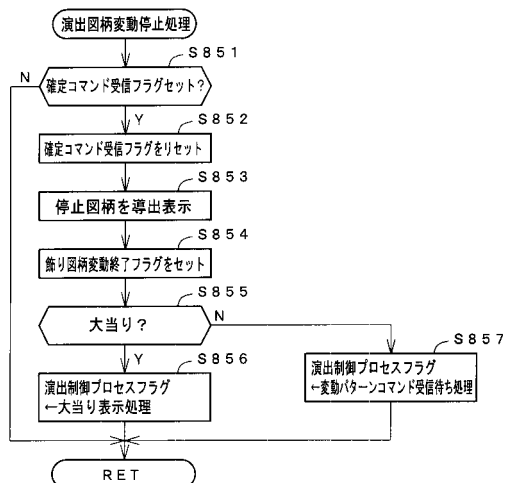 演出図柄変動停止処理
S851
N
確定コマンド受信フラグセット?
Y
S852
確定コマンド受信フラグをリセット
S853
停止図柄を導出表示
S854
飾り図柄変動終了フラグをセット
S855
大当り?
N
Y
S856
S857
演出制御プロセスフラグ
←大当り表示処理
演出制御プロセスフラグ
←変動パターンコマンド受信待ち処理
RET